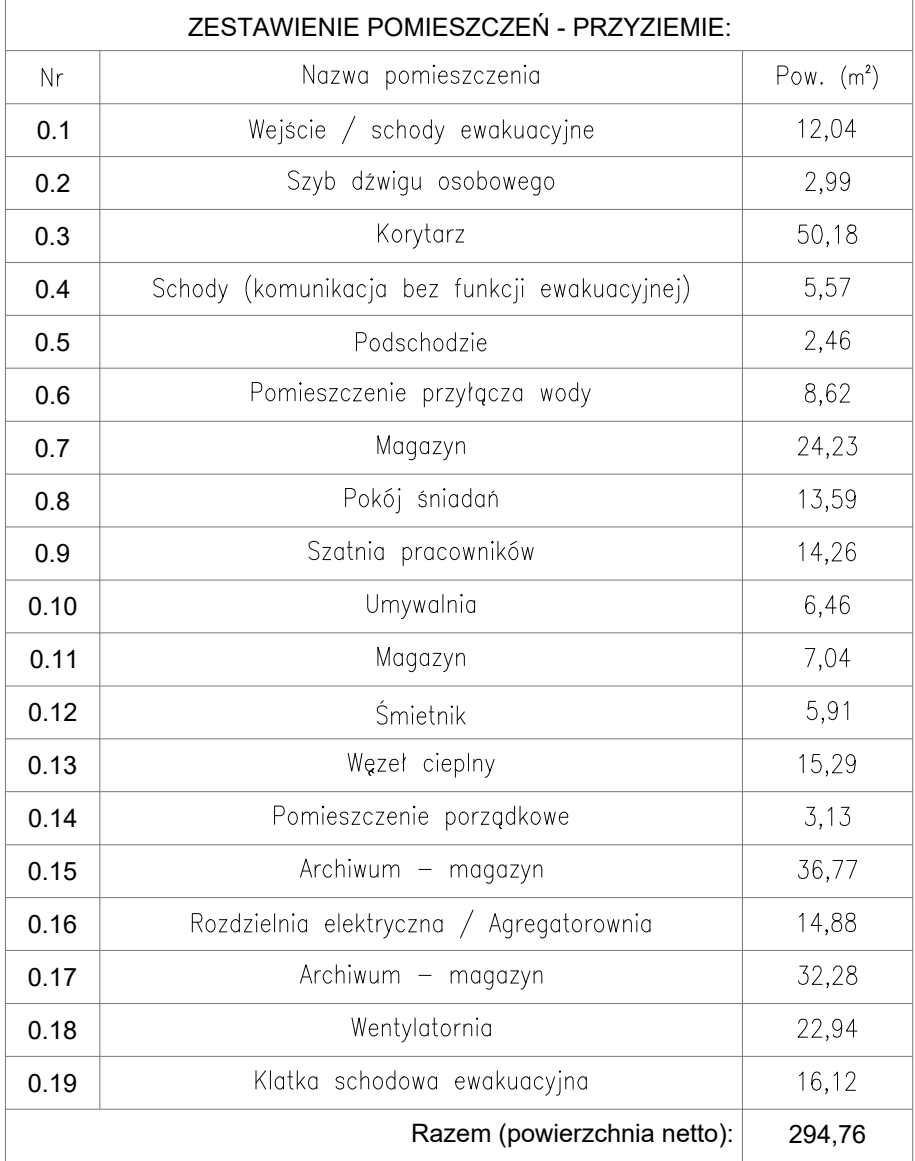 ZESTAWIENIE POMIESZCZEŃ - PRZYZIEMIE:
Nr Nazwa pomieszczenia Pow. (m²)
0.1 Wejście / schody ewakuacyjne 12,04
0.2 Szyb dźwigu osobowego 2,99
0.3 Korytarz 50,18
0.4 Schody (komunikacja bez funkcji ewakuacyjnej) 5,57
0.5 Podschodzie 2,46
0.6 Pomieszczenie przyłącza wody 8,62
0.7 Magazyn 24,23
0.8 Pokój śniadań 13,59
0.9 Szatnia pracowników 14,26
0.10 Umywalnia 6,46
0.11 Magazyn 7,04
0.12 Śmietnik 5,91
0.13 Węzeł cieplny 15,29
0.14 Pomieszczenie porządkowe 3,13
0.15 Archiwum – magazyn 36,77
0.16 Rozdzielnia elektryczna / Agregatorownia 14,88
0.17 Archiwum – magazyn 32,28
0.18 Wentylatornia 22,94
0.19 Klatka schodowa ewakuacyjna 16,12
Razem (powierzchnia netto): 294,76